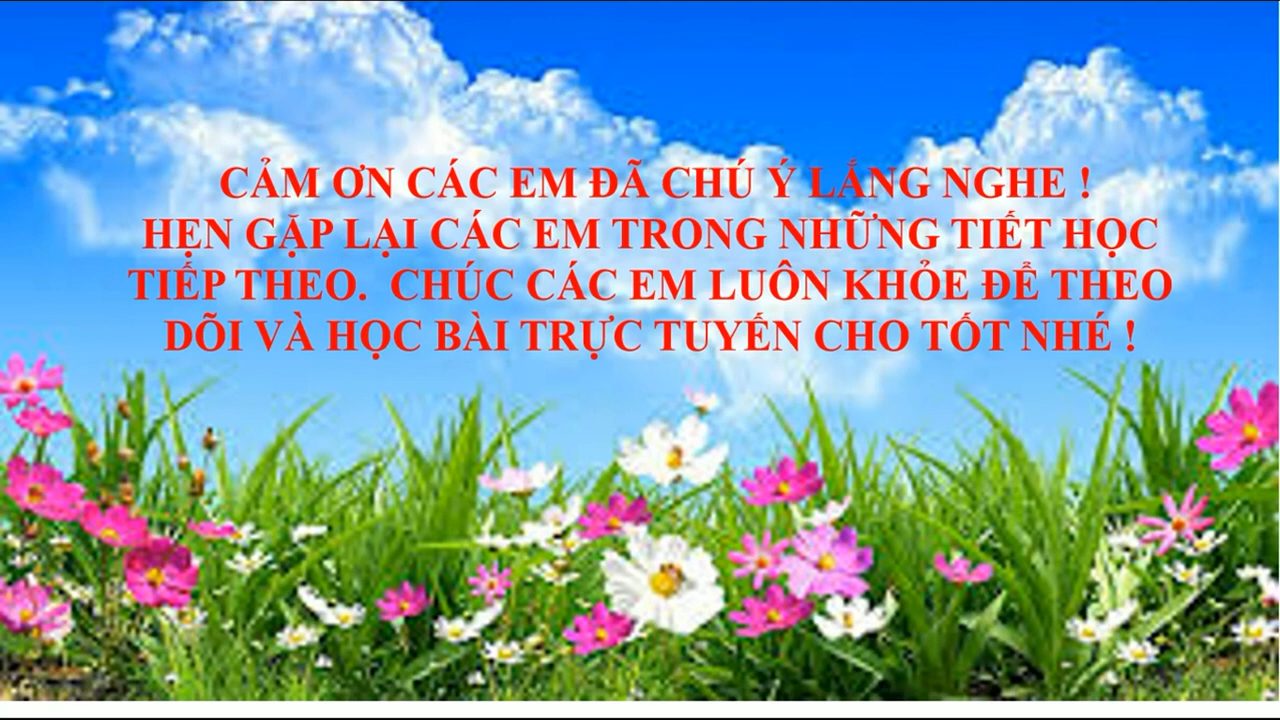 CẢM ƠN CÁC EM ĐÃ CHÚ Ý LẮNG NGHE !
HẸN GẶP LẠI CÁC EM TRONG NHỮNG TIẾT HỌC
TIẾP THEO. CHÚC CÁC EM LUÔN KHỎE ĐỂ THEO
DÕI VÀ HỌC BÀI TRỰC TUYẾN CHO TỐT NHÉ !